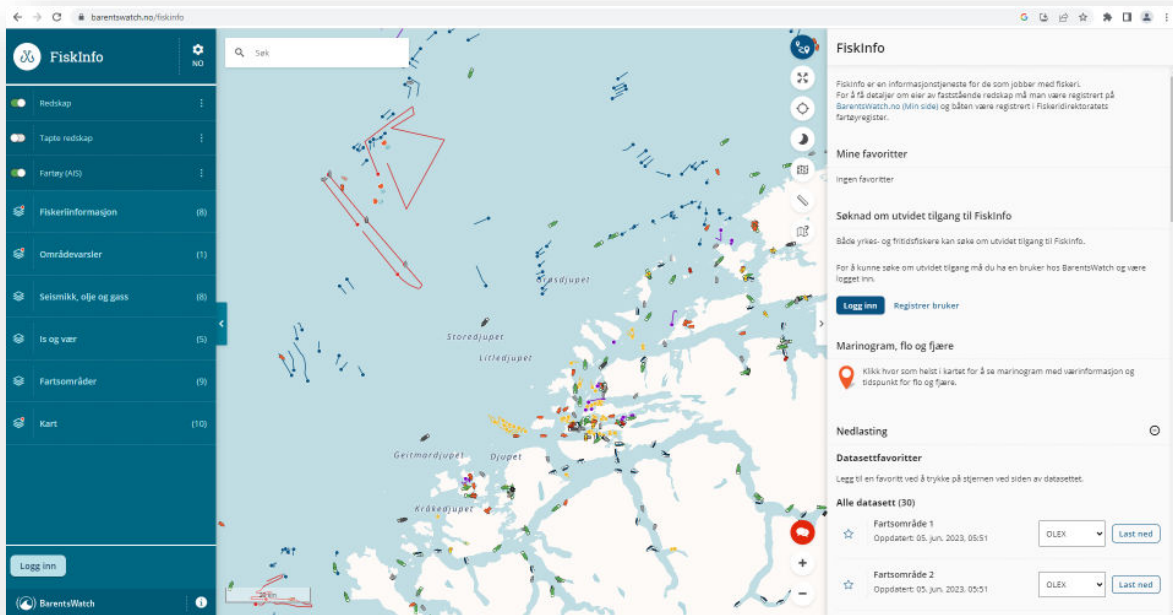 barentswatch.no/fiskinfo
FiskInfo
NO
Redskap
Tapte redskap
Fartøy (AIS)
Fiskeriinformasjon (8)
Områdevarsler (1)
Seismikk, olje og gass (8)
Is og vær (5)
Fartsområder (9)
Kart (10)
Logg inn
BarentsWatch
Søk
Grøsdjupet
Storedjupet
Litledjupet
Geitmardjupet
Djupet
Kråkedjupet
FiskInfo
FiskInfo er en informasjonstjeneste for de som jobber med fiskeri.
For å få detaljer om eier av faststående redskap må man være registrert på
BarentsWatch.no (Min side) og båten være registrert i Fiskeridirektoratets
fartøyregister.
Mine favoritter
Ingen favoritter
Søknad om utvidet tilgang til FiskInfo
Både yrkes- og fritidsfiskere kan søke om utvidet tilgang til FiskInfo.
For å kunne søke om utvidet tilgang må du ha en bruker hos BarentsWatch og være
logget inn.
Logg inn Registrer bruker
Marinogram, flo og fjære
Klikk hvor som helst i kartet for å se marinogram med værinformasjon og
tidspunkt for flo og fjære.
Nedlasting
Datasettfavoritter
Legg til en favoritt ved å trykke på stjernen ved siden av datasettet.
Alle datasett (30)
Fartsområde 1
Oppdatert: 05. jun. 2023, 05:51
OLEX
Last ned
Fartsområde 2
Oppdatert: 05. jun. 2023, 05:51
OLEX
Last ned